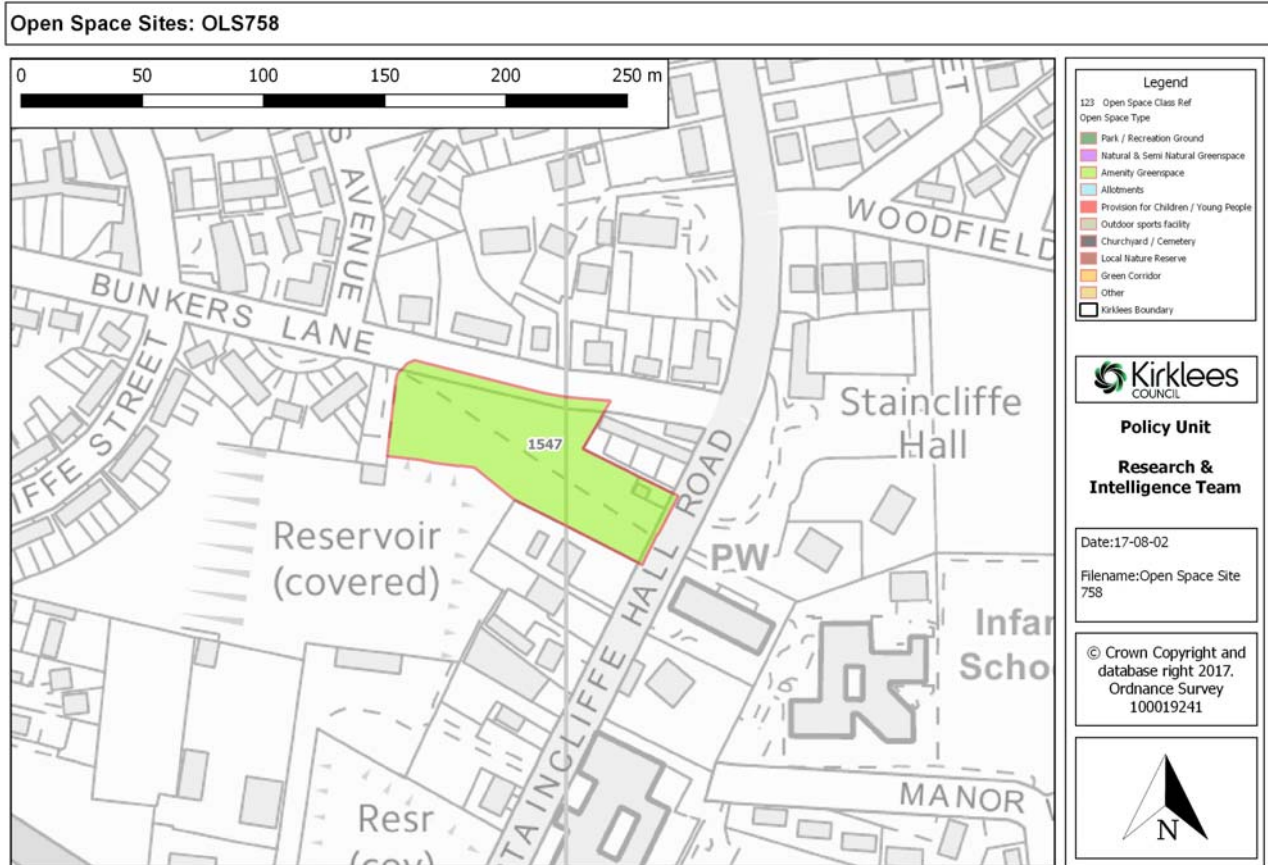 Open Space Sites: OLS758
0 50 100 150 200 250 m
AVENUE
BUNKERS LANE
WOODFIELD
IFFE STREET
1547
Staincliffe
Hall
Reservoir
(covered)
STAINCLIFFE HALL ROAD
PW
Infan
Schoo
MANOR
Resr
(cov)
Legend
123 Open Space Class Ref
Open Space Type
Park / Recreation Ground
Natural & Semi Natural Greenspace
Amenity Greenspace
Allotments
Provision for Children / Young People
Outdoor sports facility
Churchyard / Cemetery
Local Nature Reserve
Green Corridor
Other
Kirklees Boundary
Kirklees
COUNCIL
Policy Unit
Research &
Intelligence Team
Date:17-08-02
Filename:Open Space Site
758
© Crown Copyright and
database right 2017.
Ordnance Survey
100019241
N